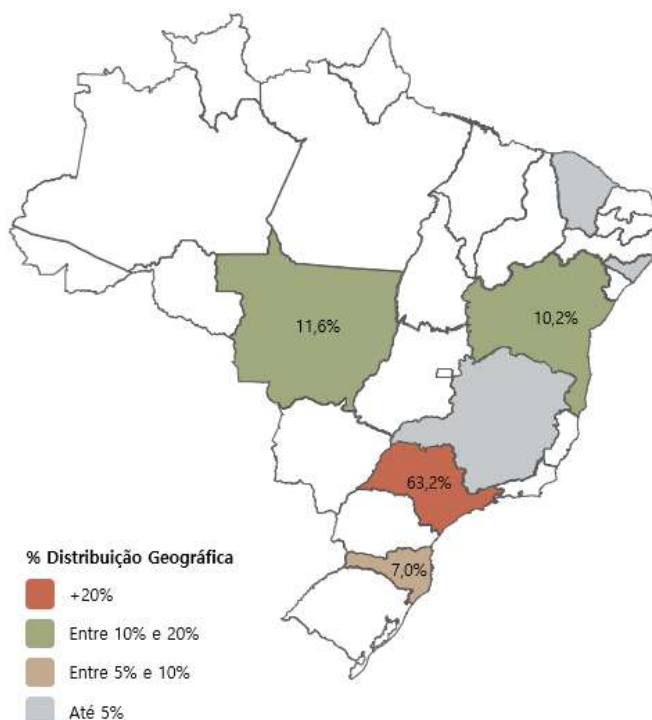 11,6%
10,2%
63,2%
7,0%
% Distribuição Geográfica
+20%
Entre 10% e 20%
Entre 5% e 10%
Até 5%